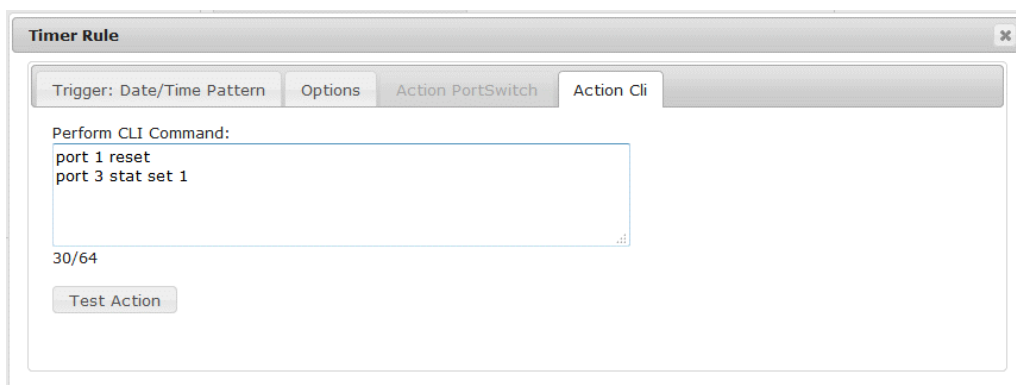 Timer Rule
Trigger: Date/Time Pattern Options Action PortSwitch Action Cli
Perform CLI Command:
port 1 reset
port 3 stat set 1
30/64
Test Action